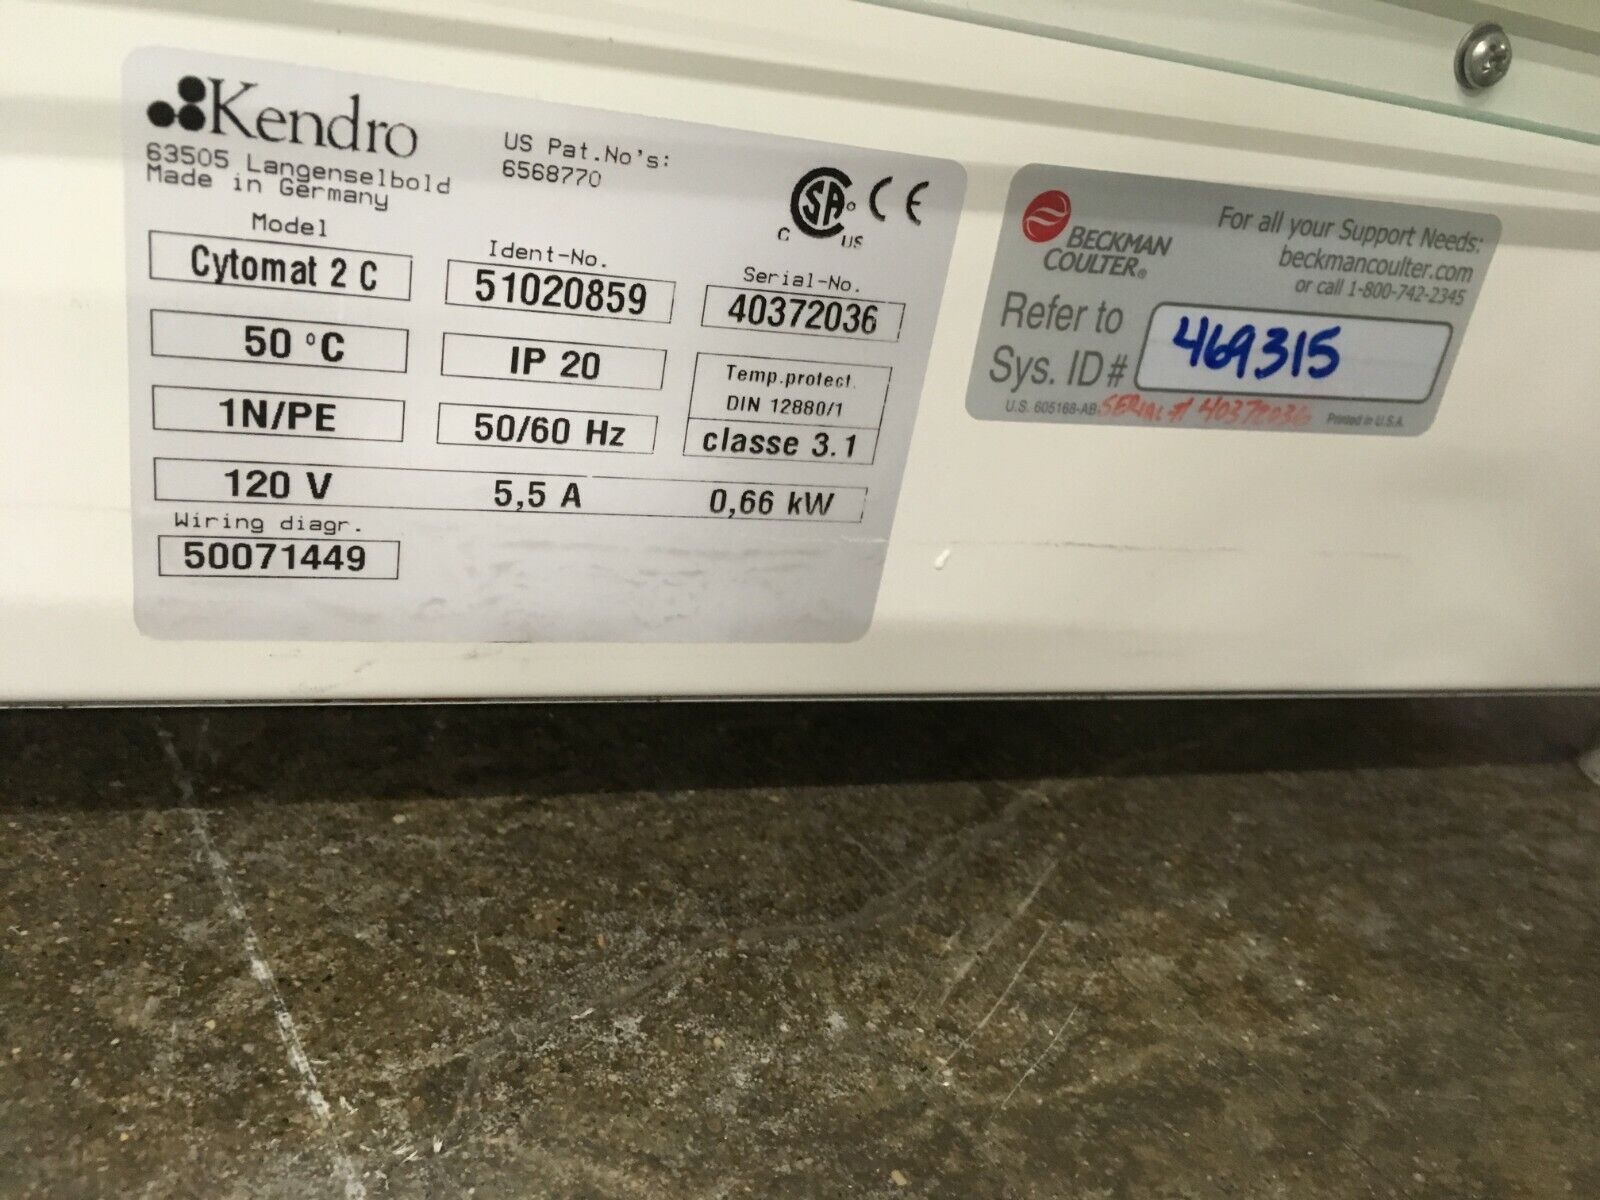 Kendro
63505 Langenselbold
Made in Germany
US Pat.No's:
6568770
CSA US CE
Model
Cytomat 2 C
Ident-No.
51020859
Serial-No.
40372036
50 °C
IP 20
Temp.protect.
DIN 12880/1
classe 3.1
1N/PE
50/60 Hz
120 V 5,5 A 0,66 kW
Wiring diagr.
50071449
BECKMAN
COULTER®
For all your Support Needs:
beckmancoulter.com
or call 1-800-742-2345
Refer to
Sys. ID#
469315
U.S. 605168-AB
SERIAL # 40372036
Printed in U.S.A.